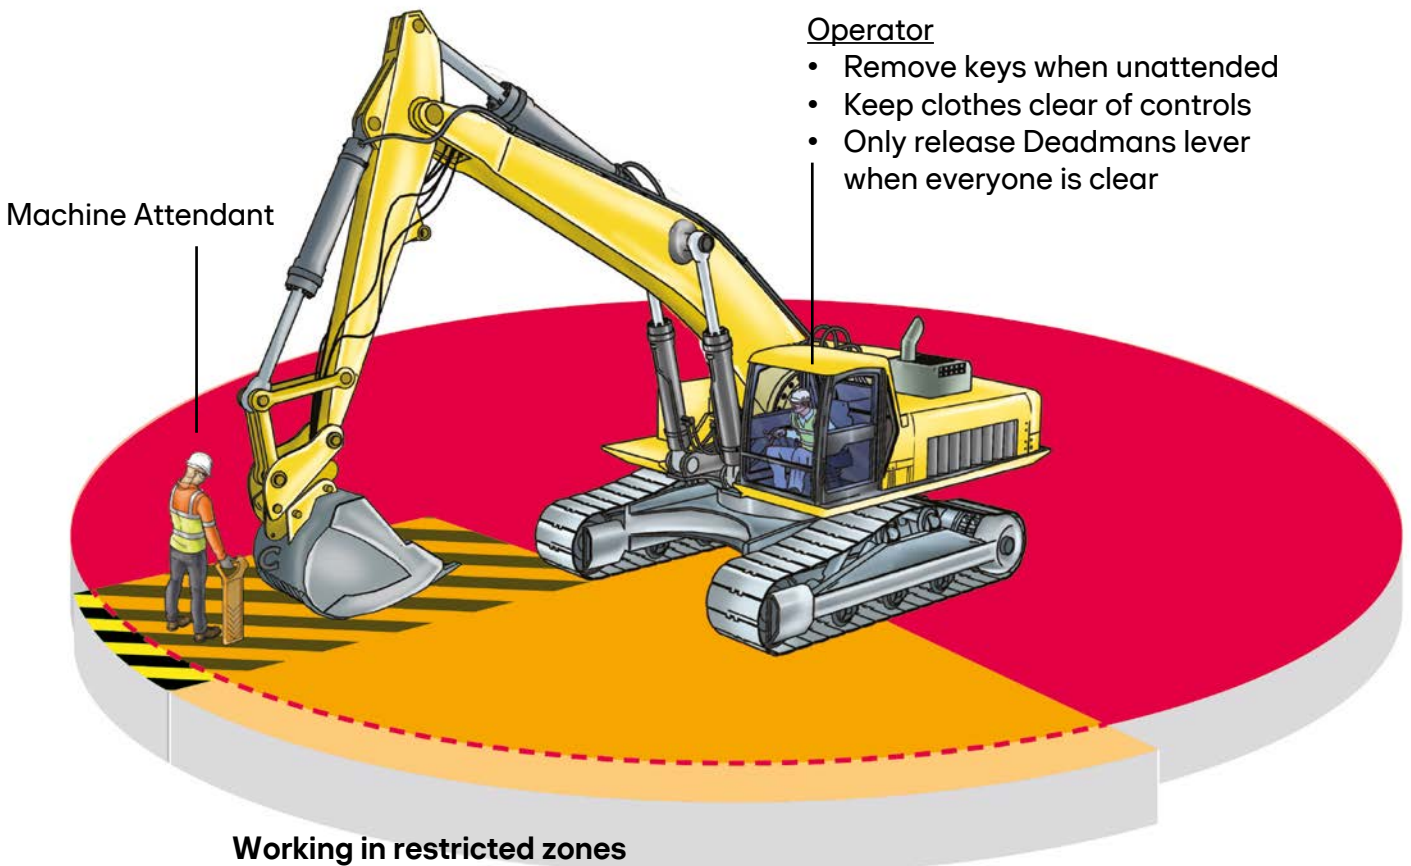 Operator
• Remove keys when unattended
• Keep clothes clear of controls
• Only release Deadmans lever
when everyone is clear
Machine Attendant
Working in restricted zones